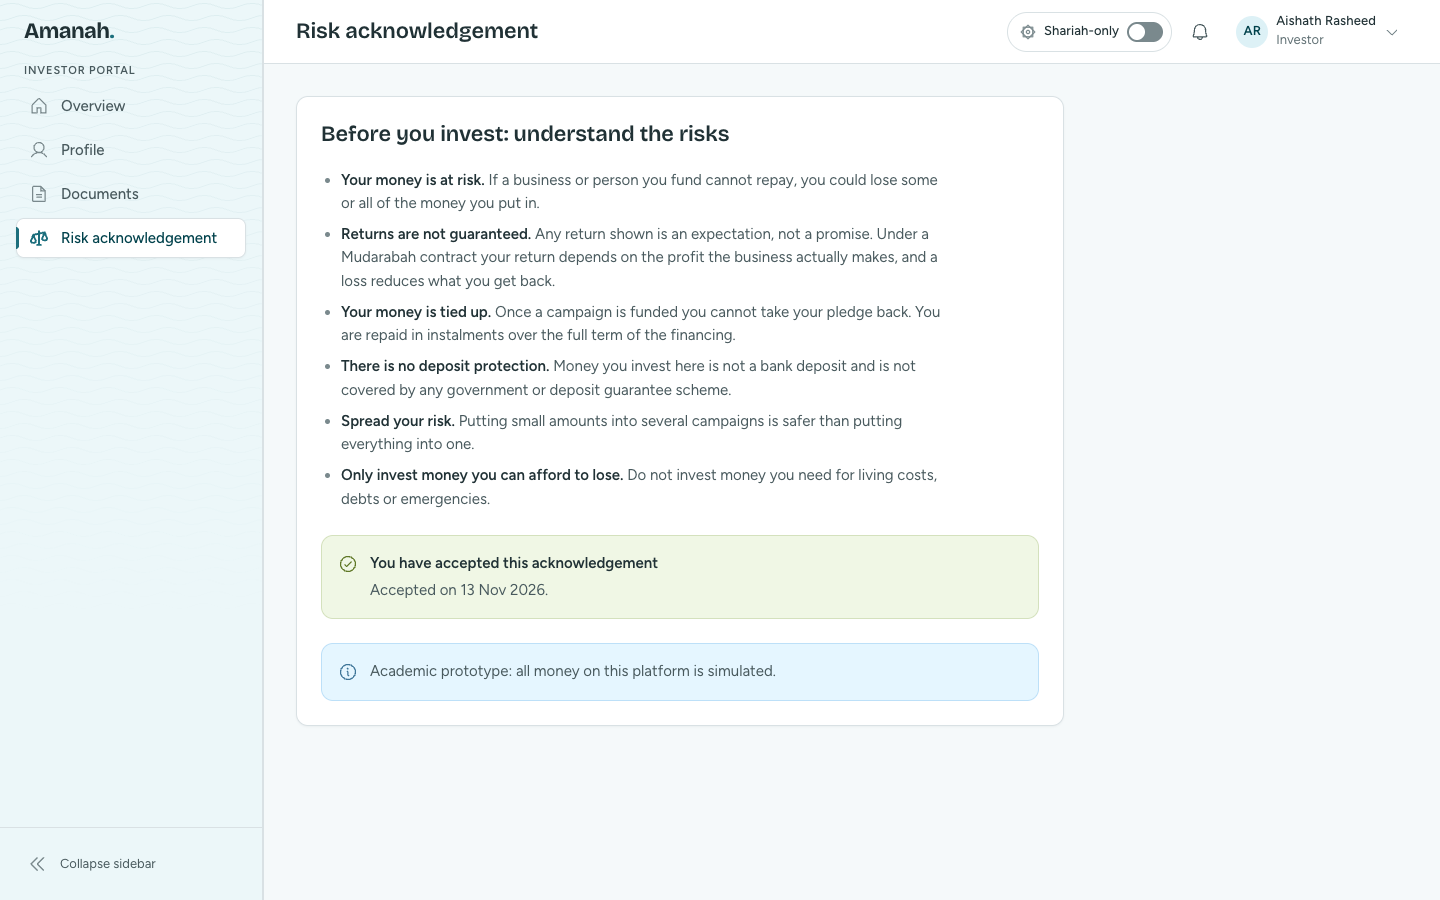 Amanah.
INVESTOR PORTAL
Overview
Profile
Documents
Risk acknowledgement
Collapse sidebar
Risk acknowledgement
Shariah-only
AR
Aishath Rasheed
Investor
Before you invest: understand the risks
Your money is at risk. If a business or person you fund cannot repay, you could lose some
or all of the money you put in.
Returns are not guaranteed. Any return shown is an expectation, not a promise. Under a
Mudarabah contract your return depends on the profit the business actually makes, and a
loss reduces what you get back.
Your money is tied up. Once a campaign is funded you cannot take your pledge back. You
are repaid in instalments over the full term of the financing.
There is no deposit protection. Money you invest here is not a bank deposit and is not
covered by any government or deposit guarantee scheme.
Spread your risk. Putting small amounts into several campaigns is safer than putting
everything into one.
Only invest money you can afford to lose. Do not invest money you need for living costs,
debts or emergencies.
You have accepted this acknowledgement
Accepted on 13 Nov 2026.
Academic prototype: all money on this platform is simulated.